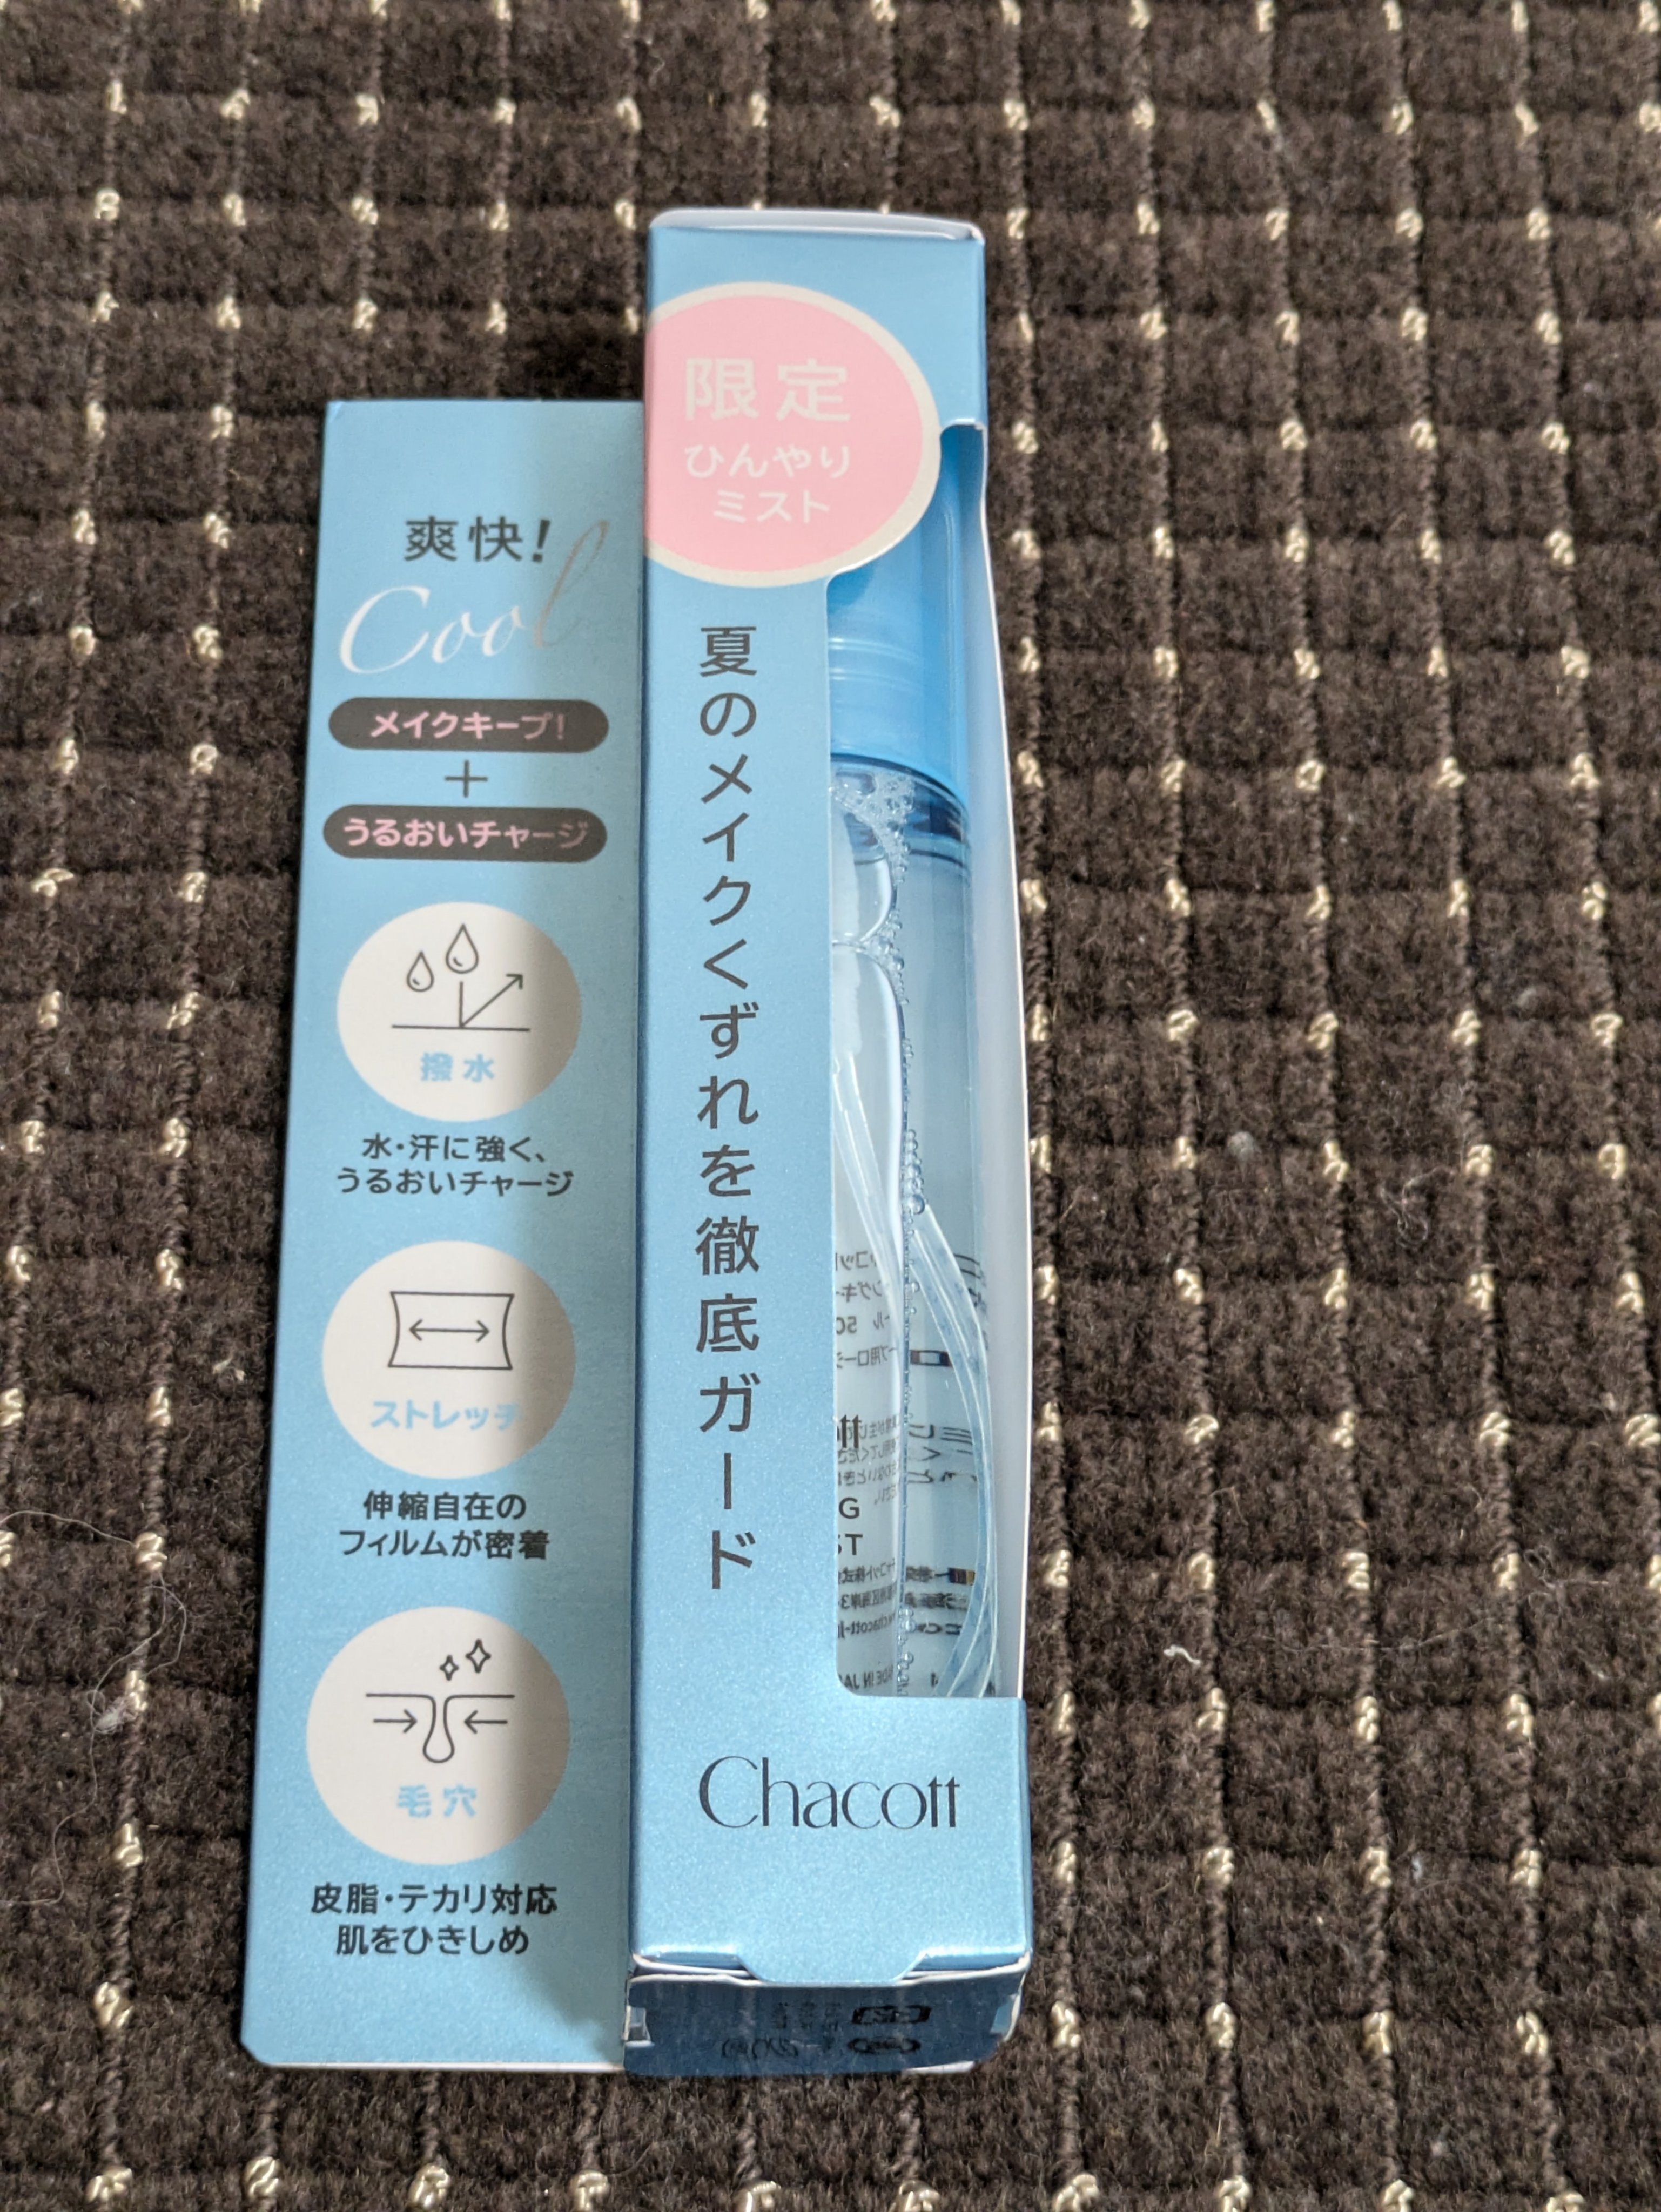 爽快!
Cool
メイクキープ!
+
うるおいチャージ
撥水
水・汗に強く、
うるおいチャージ
ストレッチ
伸縮自在の
フィルムが密着
毛穴
皮脂・テカリ対応
肌をひきしめ
限定
ひんやり
ミスト
夏のメイクくずれを徹底ガード
Chacott